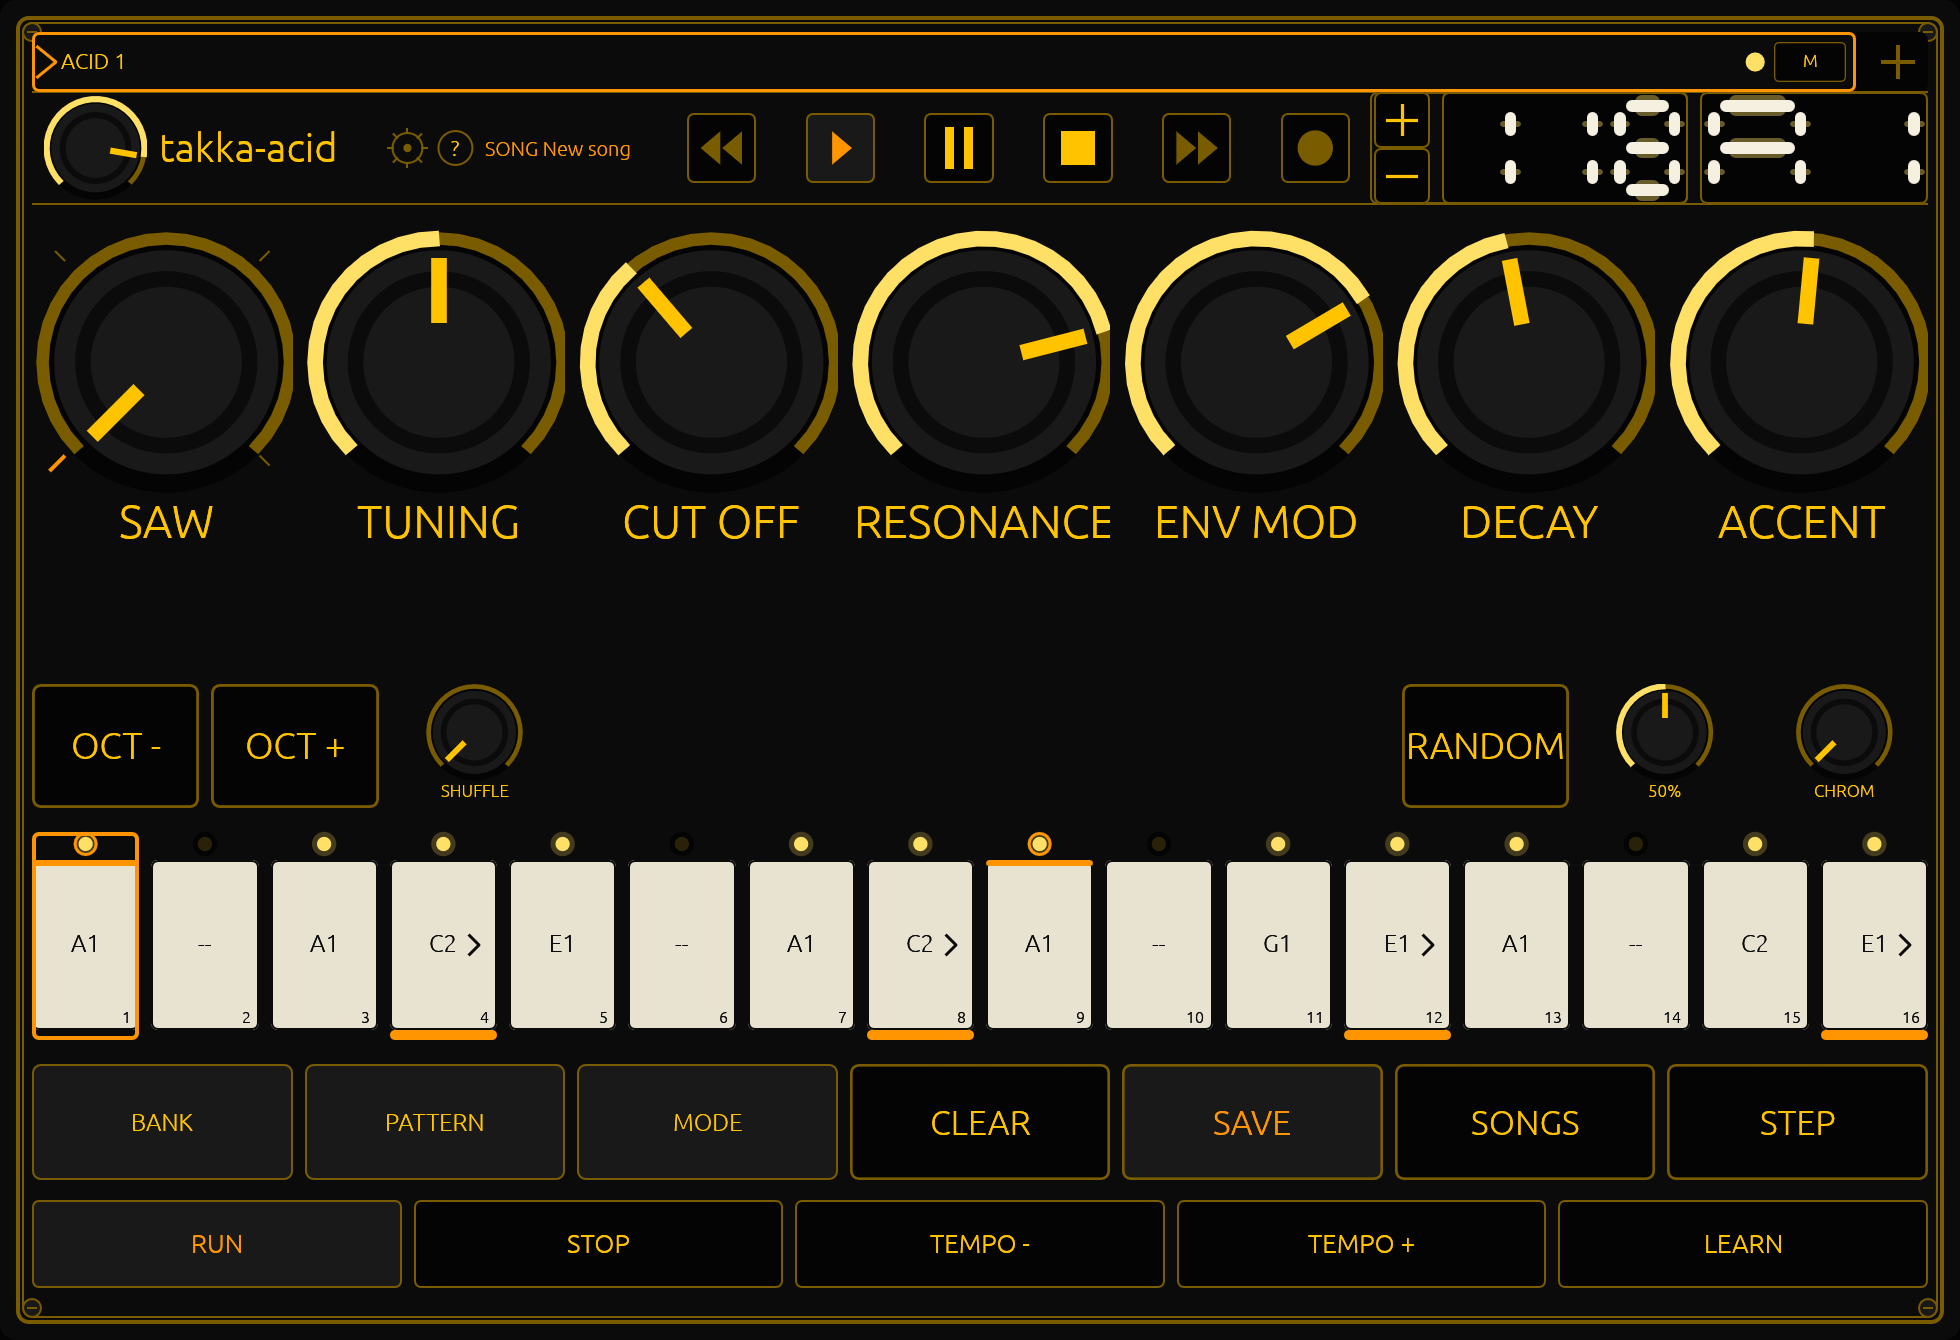 ACID 1
M
takka-acid
?
SONG New song
SAW
TUNING
CUT OFF
RESONANCE
ENV MOD
DECAY
ACCENT
OCT -
OCT +
SHUFFLE
RANDOM
50%
CHROM
A1
--
A1
C2 >
E1
--
A1
C2 >
A1
--
G1
E1 >
A1
--
C2
E1 >
1
2
3
4
5
6
7
8
9
10
11
12
13
14
15
16
BANK
PATTERN
MODE
CLEAR
SAVE
SONGS
STEP
RUN
STOP
TEMPO -
TEMPO +
LEARN